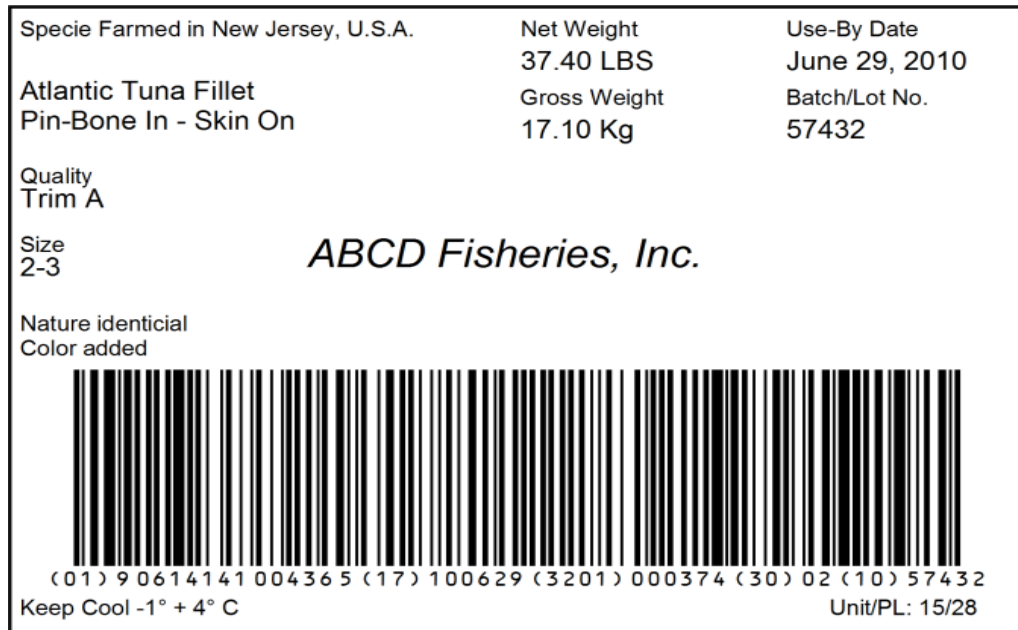 Specie Farmed in New Jersey, U.S.A.
Atlantic Tuna Fillet
Pin-Bone In - Skin On
Net Weight
37.40 LBS
Gross Weight
17.10 Kg
Use-By Date
June 29, 2010
Batch/Lot No.
57432
Quality
Trim A
Size
2-3
ABCD Fisheries, Inc.
Nature identicial
Color added
(01)90614141004365(17)100629(3201)000374(30)02(10)57432
Keep Cool -1° + 4° C
Unit/PL: 15/28